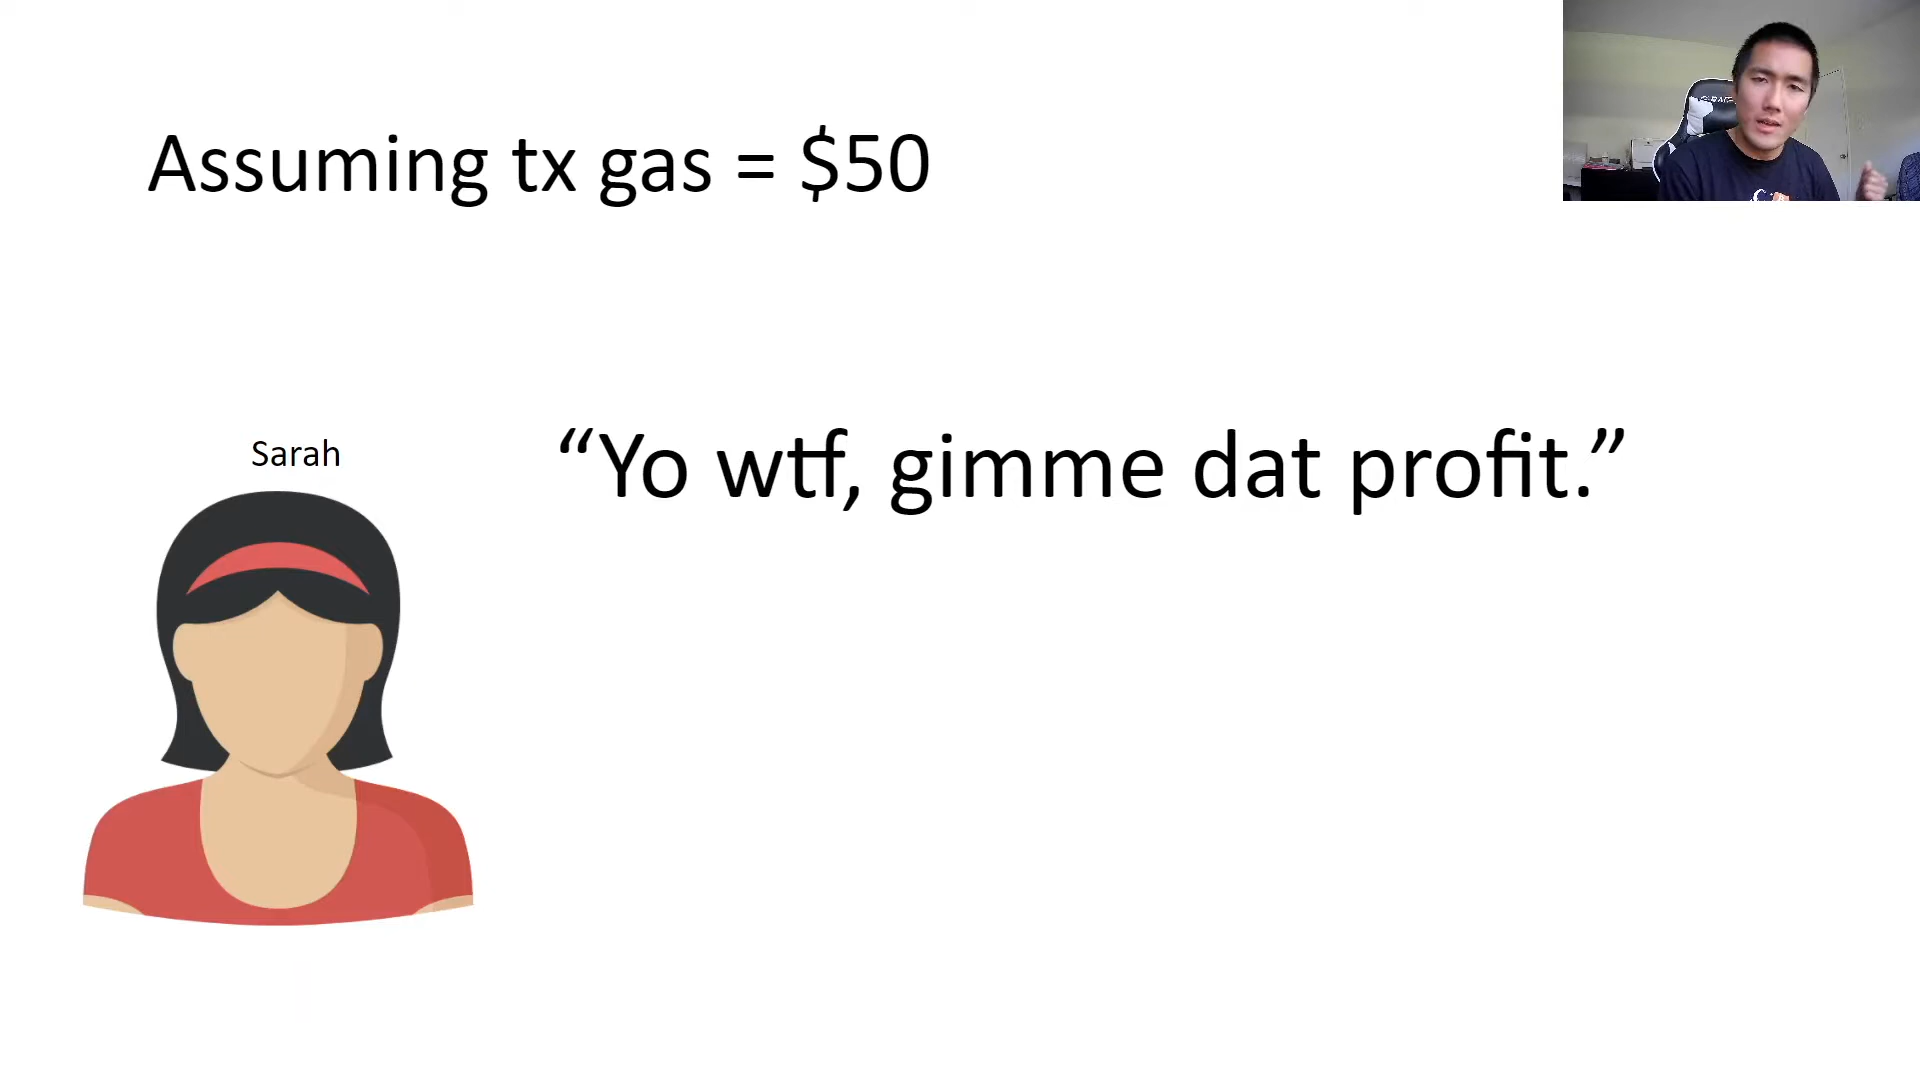 Assuming tx gas = $50
Sarah
“Yo wtf, gimme dat profit.”